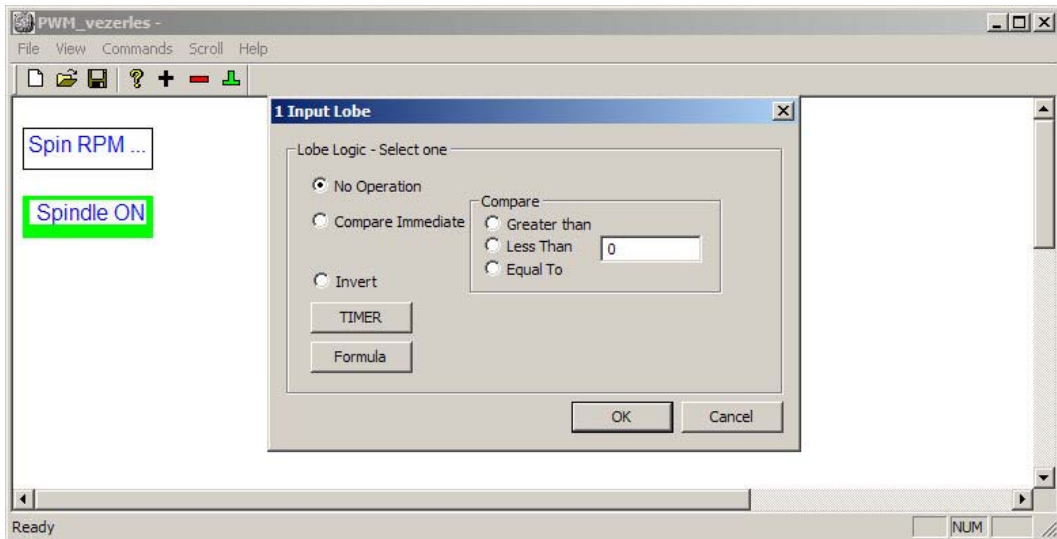 PWM_vezerles -
File View Commands Scroll Help
1 Input Lobe
Spin RPM ...
Spindle ON
Lobe Logic - Select one
No Operation
Compare Immediate
Compare
Greater than
Less Than
0
Equal To
Invert
TIMER
Formula
OK Cancel
Ready NUM